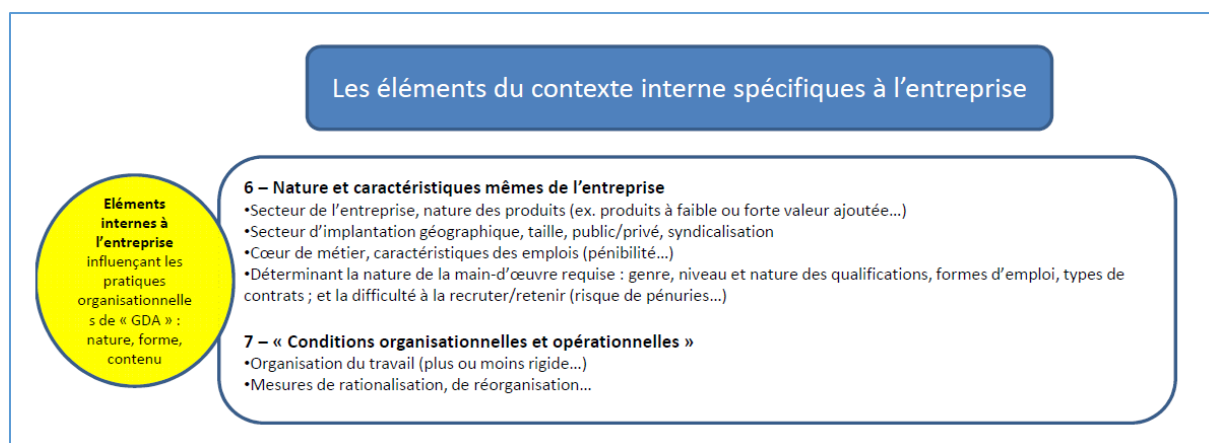 Les éléments du contexte interne spécifiques à l’entreprise
Eléments
internes à
l’entreprise
influençant les
pratiques
organisationnelle
s de « GDA » :
nature, forme,
contenu
6 – Nature et caractéristiques mêmes de l’entreprise
•Secteur de l’entreprise, nature des produits (ex. produits à faible ou forte valeur ajoutée…)
•Secteur d’implantation géographique, taille, public/privé, syndicalisation
•Cœur de métier, caractéristiques des emplois (pénibilité…)
•Déterminant la nature de la main-d’œuvre requise : genre, niveau et nature des qualifications, formes d’emploi, types de
contrats ; et la difficulté à la recruter/retenir (risque de pénuries…)
7 – « Conditions organisationnelles et opérationnelles »
•Organisation du travail (plus ou moins rigide…)
•Mesures de rationalisation, de réorganisation…